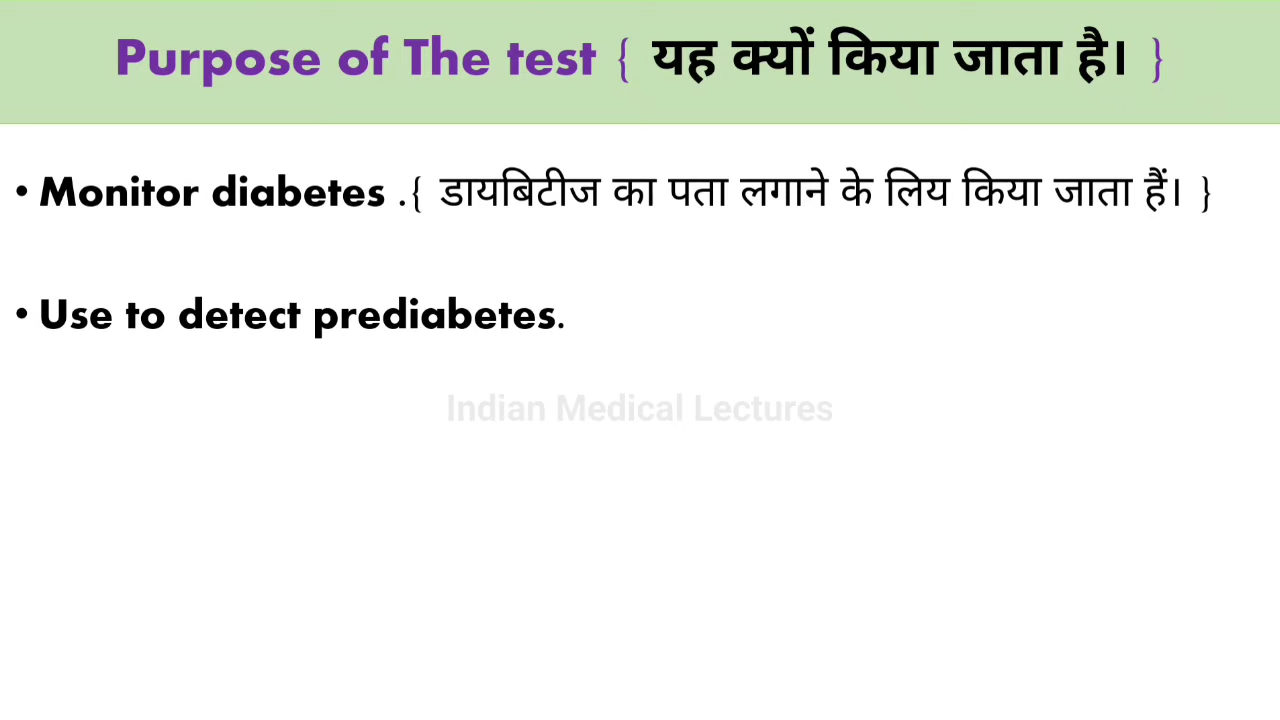 Purpose of The test { यह क्यों किया जाता है। }
• Monitor diabetes .{ डायबिटीज का पता लगाने के लिय किया जाता हैं। }
• Use to detect prediabetes.
Indian Medical Lectures